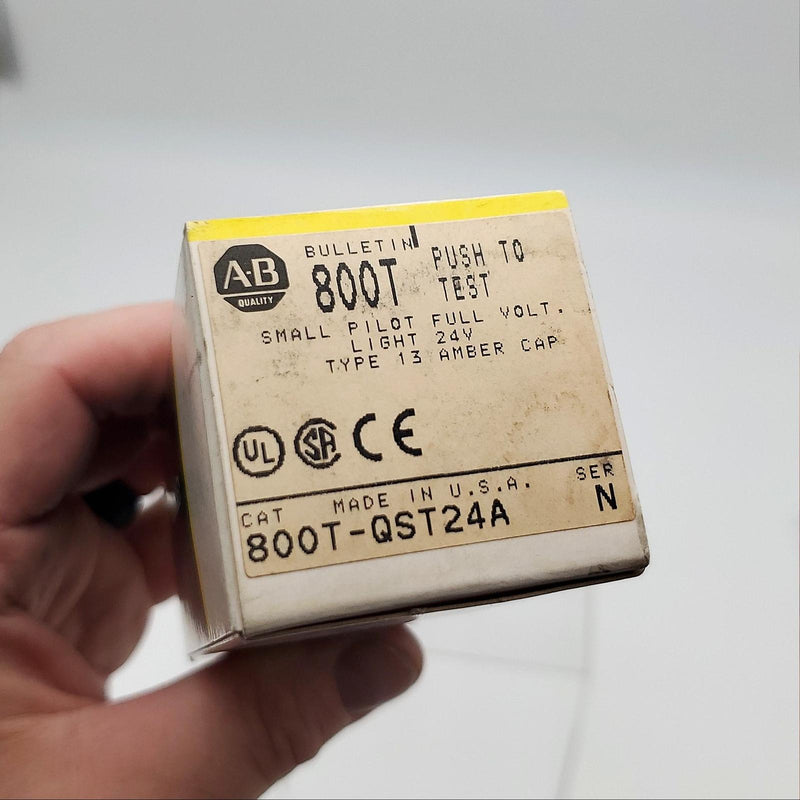 A-B
QUALITY
BULLETIN
800T
PUSH TO
TEST
SMALL PILOT FULL VOLT.
LIGHT 24V
TYPE 13 AMBER CAP
UL
SA
CE
CAT MADE IN U.S.A. SER
800T-QST24A N